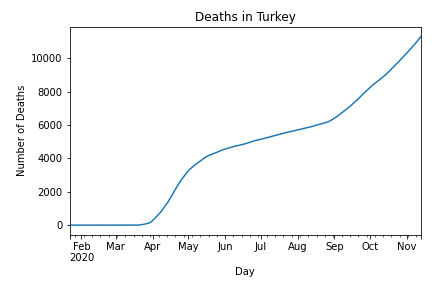 Deaths in Turkey
Number of Deaths
10000
8000
6000
4000
2000
0
Feb Mar Apr May Jun Jul Aug Sep Oct Nov
2020
Day